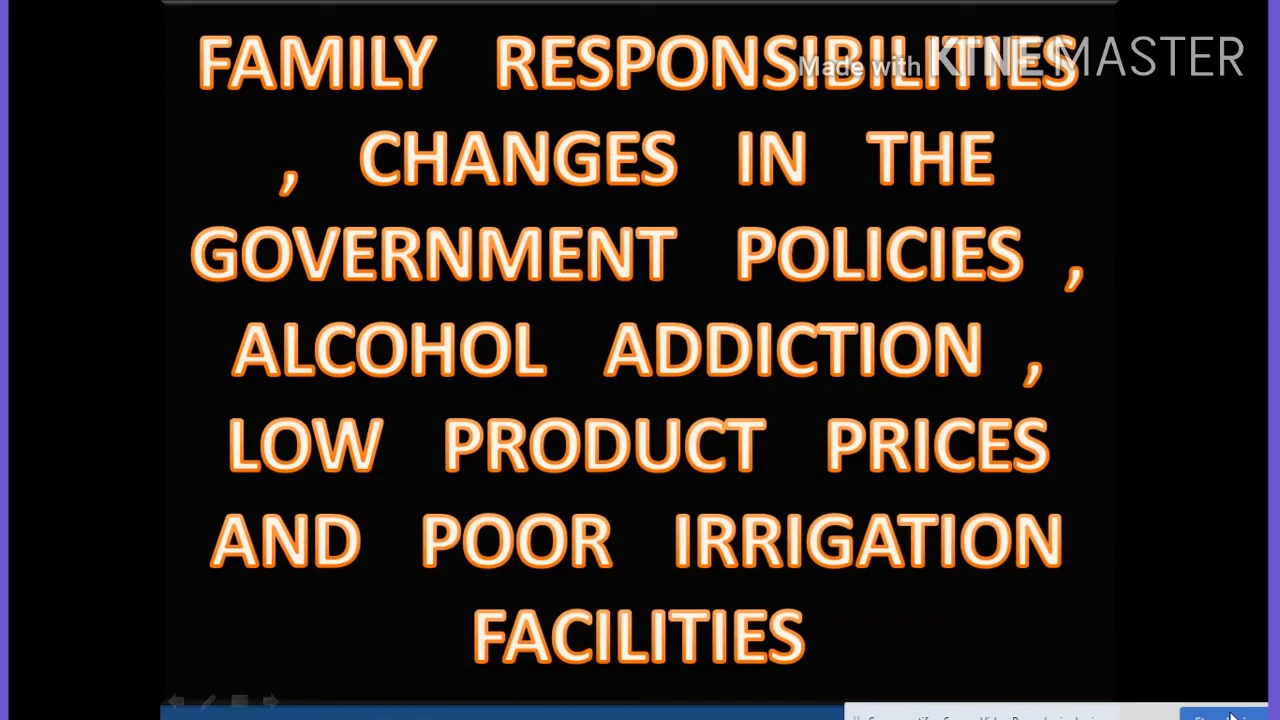 FAMILY RESPONSIBILITIES
Made with KINEMASTER
, CHANGES IN THE
GOVERNMENT POLICIES ,
ALCOHOL ADDICTION ,
LOW PRODUCT PRICES
AND POOR IRRIGATION
FACILITIES